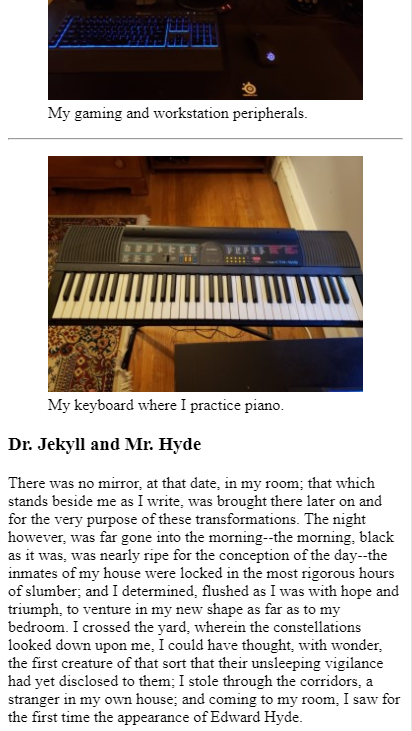 My gaming and workstation peripherals.
My keyboard where I practice piano.
Dr. Jekyll and Mr. Hyde
There was no mirror, at that date, in my room; that which
stands beside me as I write, was brought there later on and
for the very purpose of these transformations. The night
however, was far gone into the morning--the morning, black
as it was, was nearly ripe for the conception of the day--the
inmates of my house were locked in the most rigorous hours
of slumber; and I determined, flushed as I was with hope and
triumph, to venture in my new shape as far as to my
bedroom. I crossed the yard, wherein the constellations
looked down upon me, I could have thought, with wonder,
the first creature of that sort that their unsleeping vigilance
had yet disclosed to them; I stole through the corridors, a
stranger in my own house; and coming to my room, I saw for
the first time the appearance of Edward Hyde.